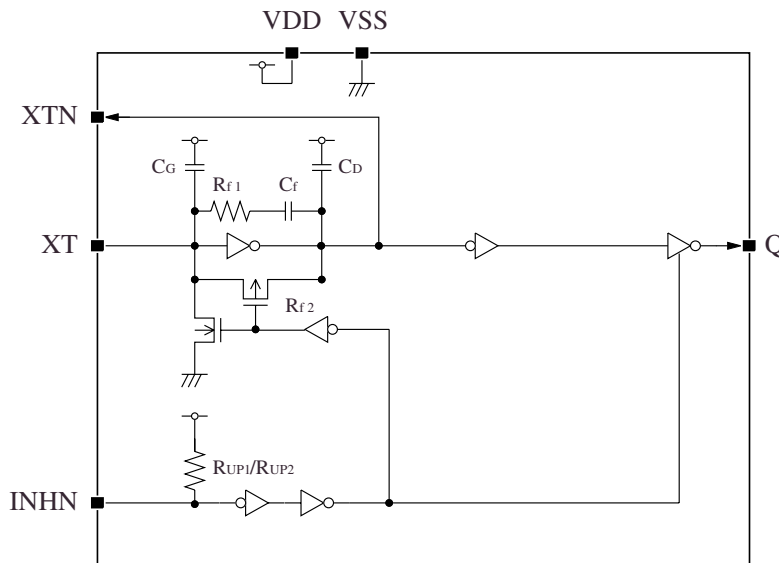 VDD VSS
XTN
CG CD
Rf1 Cf
XT Q
Rf2
RUP1/RUP2
INHN